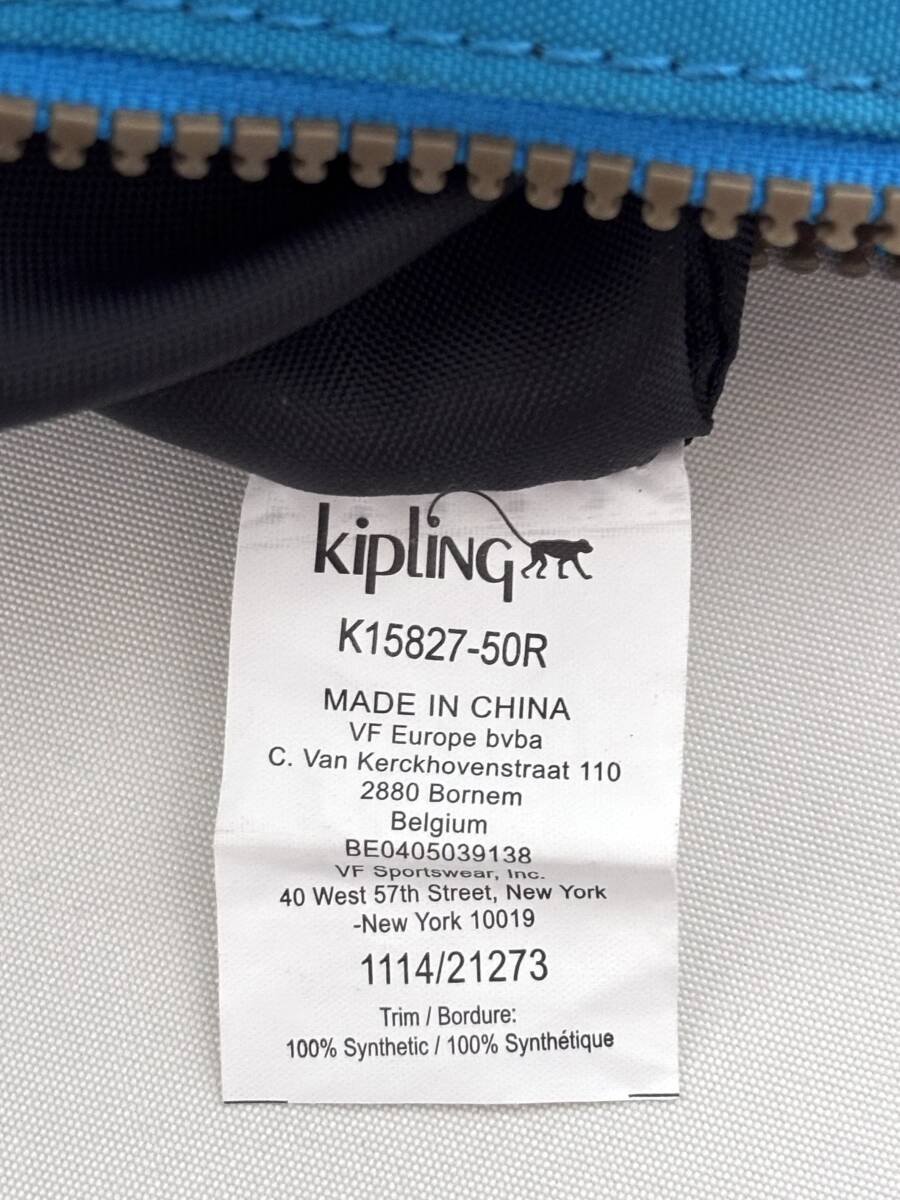 kipling
K15827-50R
MADE IN CHINA
VF Europe bvba
C. Van Kerckhovenstraat 110
2880 Bornem
Belgium
BE0405039138
VF Sportswear, Inc.
40 West 57th Street, New York
-New York 10019
1114/21273
Trim / Bordure:
100% Synthetic / 100% Synthétique